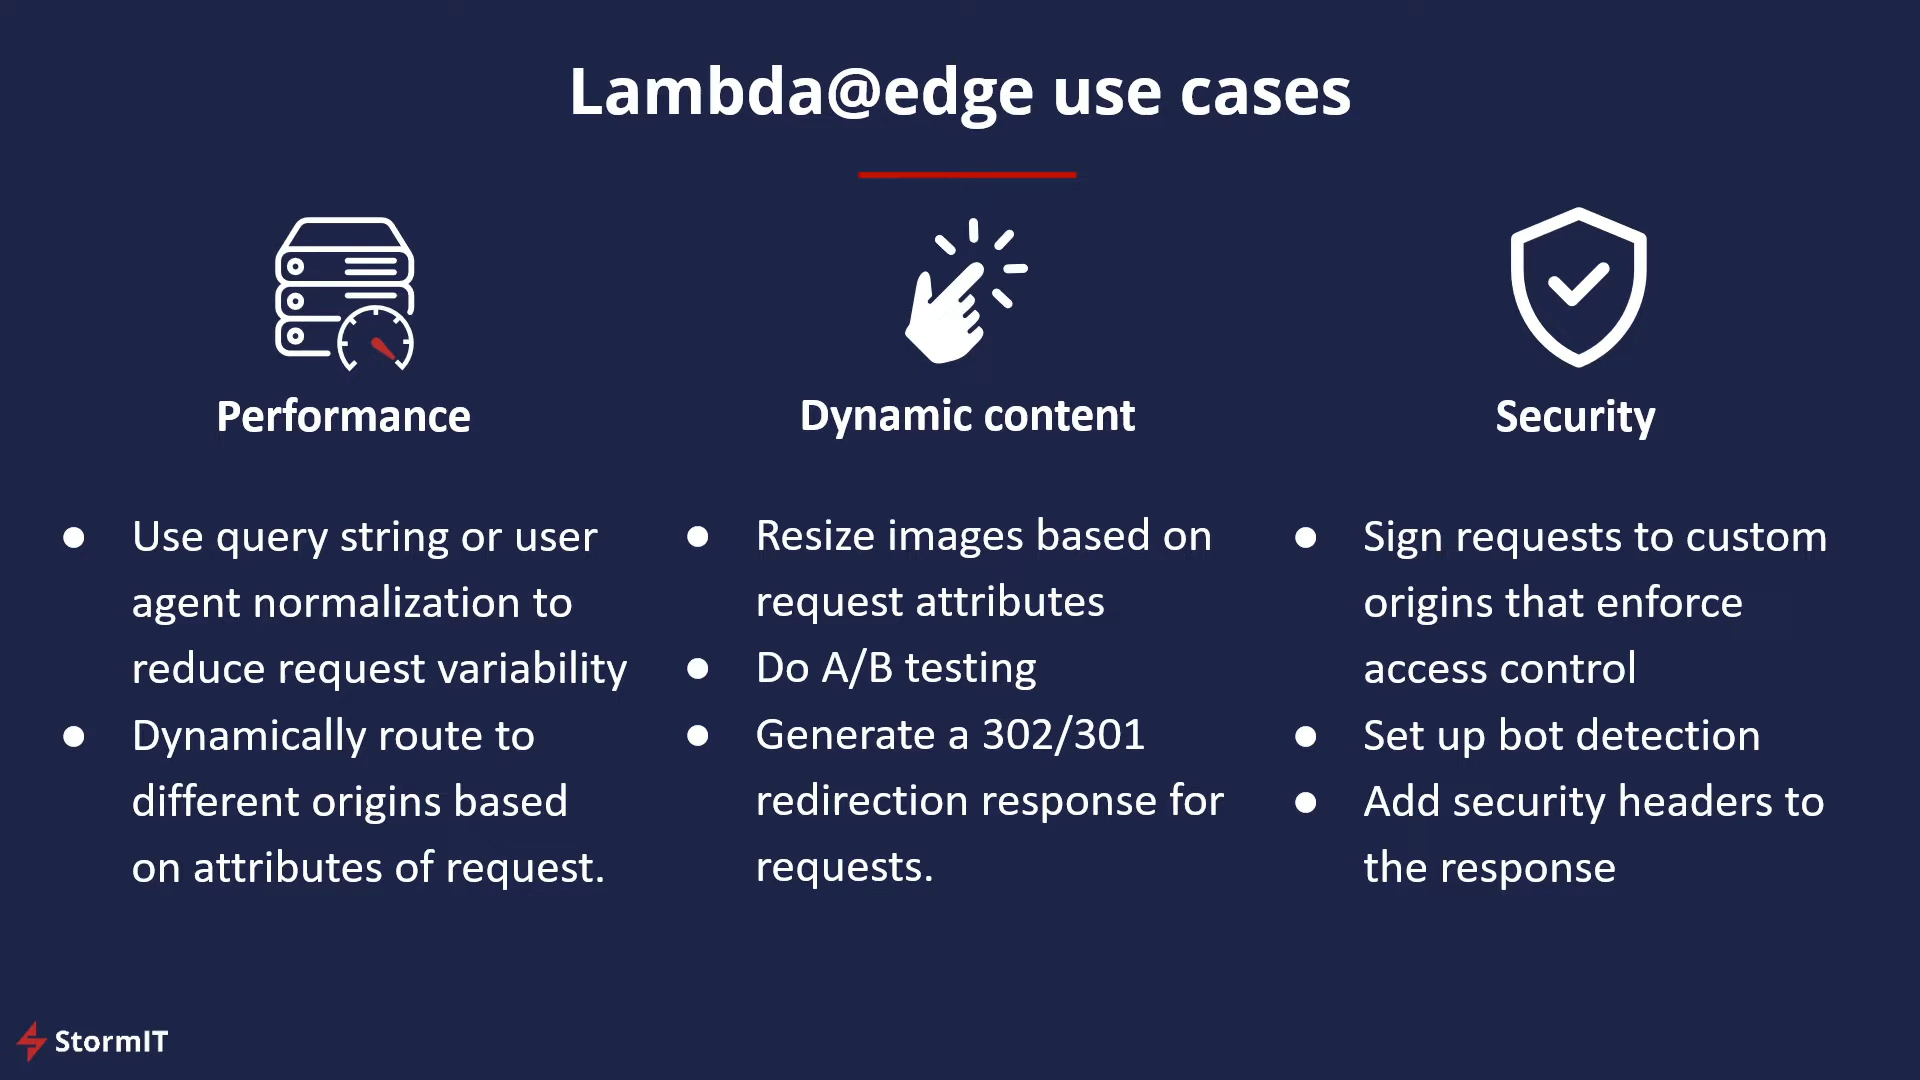 Lambda@edge use cases
Performance
● Use query string or user
agent normalization to
reduce request variability
● Dynamically route to
different origins based
on attributes of request.
Dynamic content
● Resize images based on
request attributes
● Do A/B testing
● Generate a 302/301
redirection response for
requests.
Security
● Sign requests to custom
origins that enforce
access control
● Set up bot detection
● Add security headers to
the response
StormIT